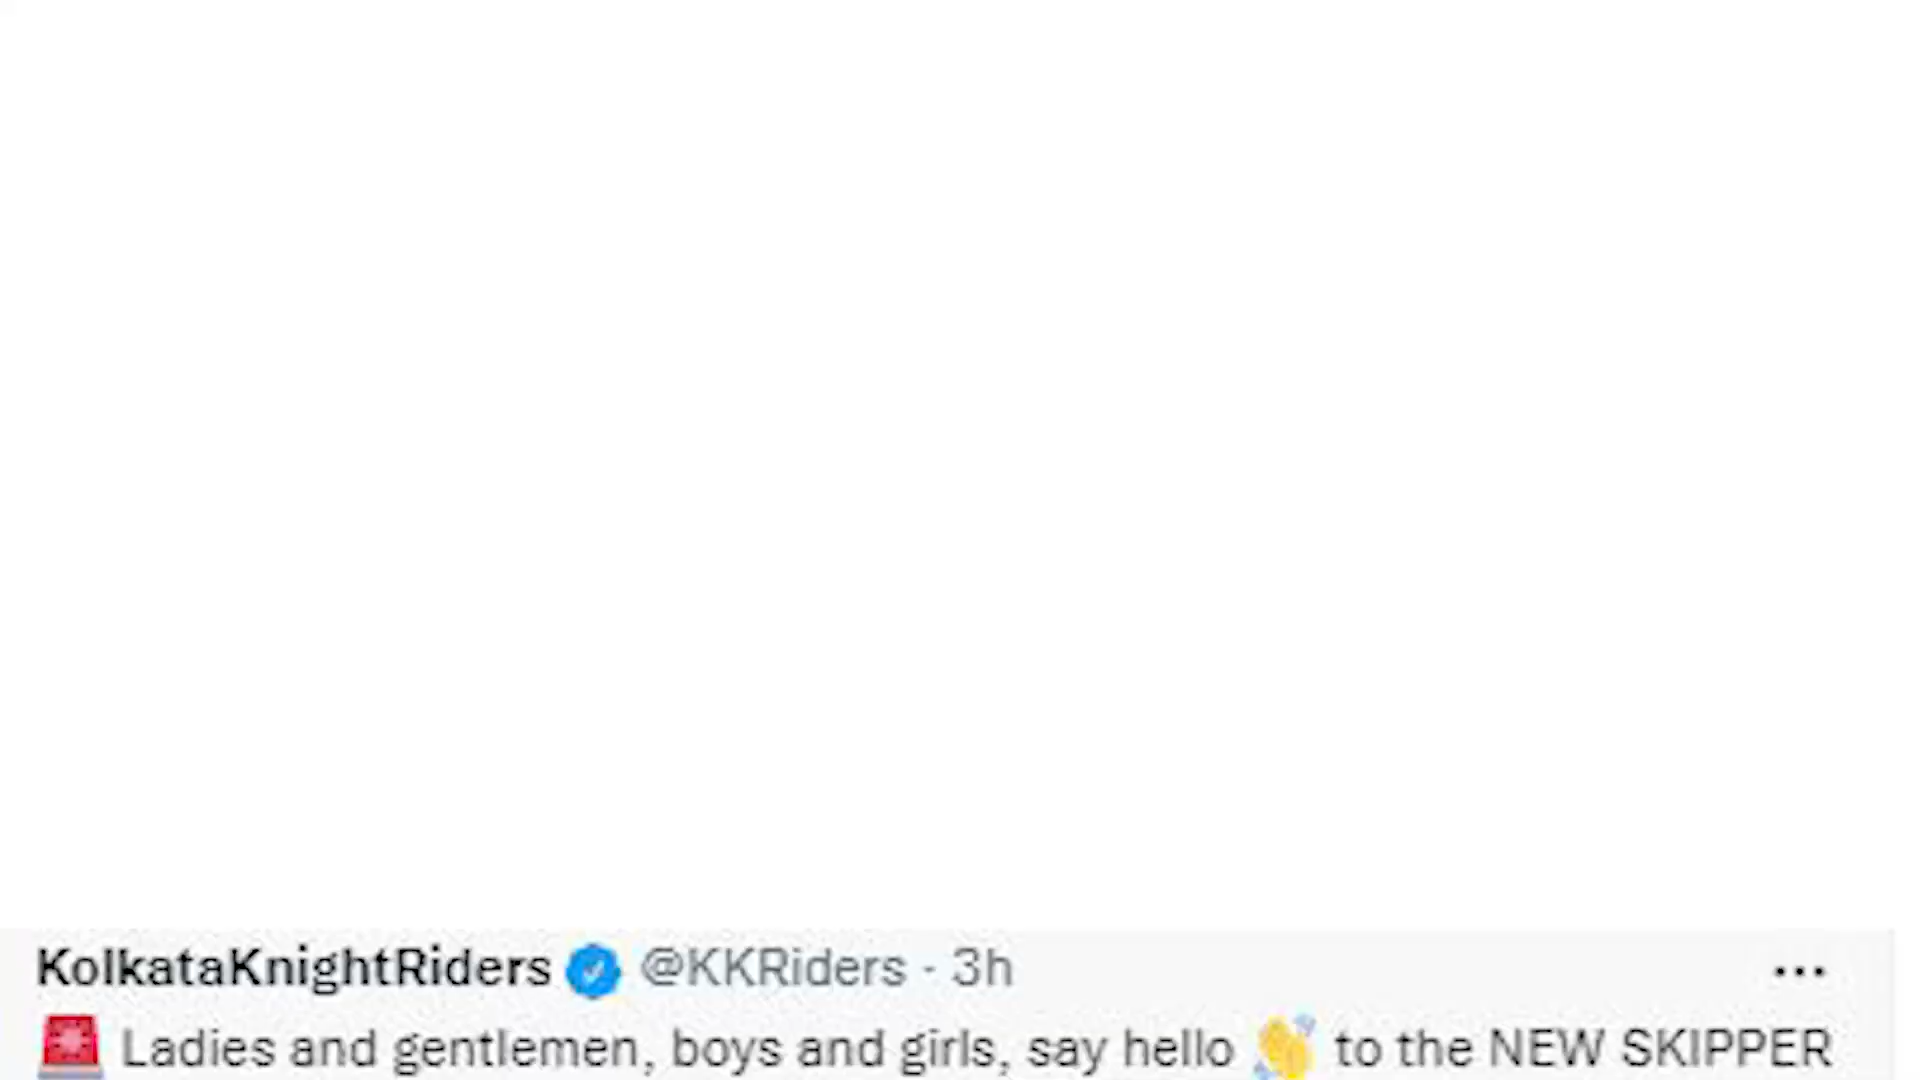 KolkataKnightRiders @KKRiders · 3h
🚨 Ladies and gentlemen, boys and girls, say hello 👋 to the NEW SKIPPER